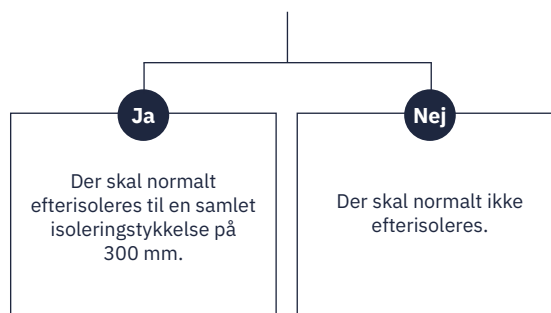 Ja
Der skal normalt
efterisoleres til en samlet
isoleringstykkelse på
300 mm.
Nej
Der skal normalt ikke
efterisoleres.